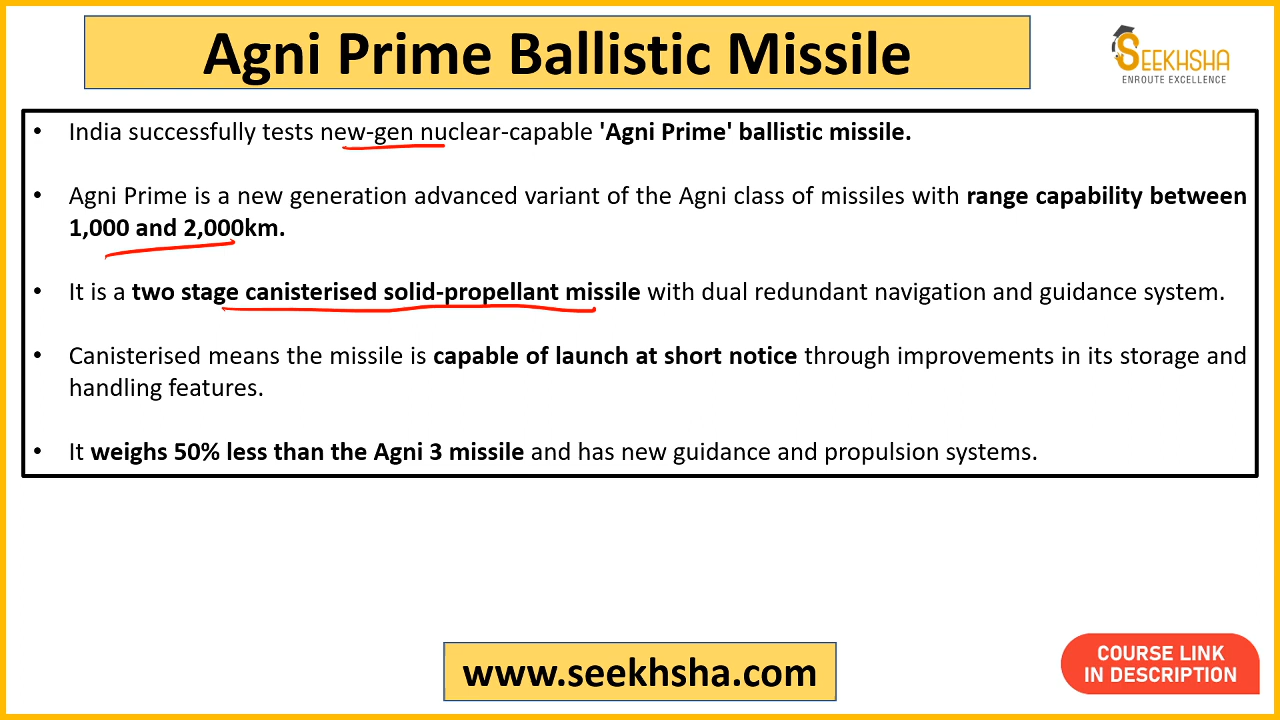 Agni Prime Ballistic Missile
SEEKHSHA
ENROUTE EXCELLENCE
• India successfully tests new-gen nuclear-capable 'Agni Prime' ballistic missile.
• Agni Prime is a new generation advanced variant of the Agni class of missiles with range capability between
1,000 and 2,000km.
• It is a two stage canisterised solid-propellant missile with dual redundant navigation and guidance system.
• Canisterised means the missile is capable of launch at short notice through improvements in its storage and
handling features.
• It weighs 50% less than the Agni 3 missile and has new guidance and propulsion systems.
www.seekhsha.com
COURSE LINK
IN DESCRIPTION